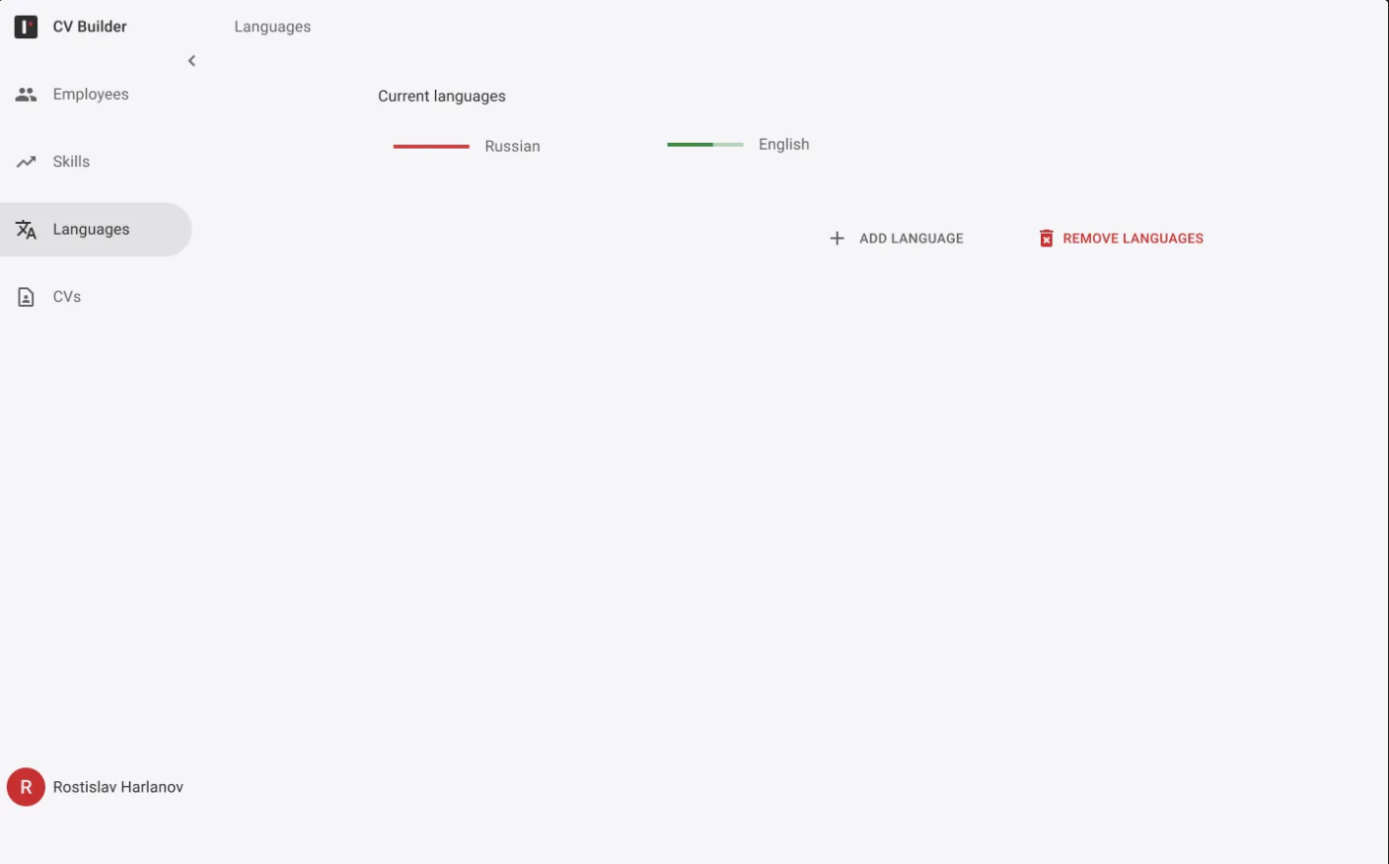 CV Builder
Languages
Employees
Skills
Languages
CVs
Current languages
Russian
English
ADD LANGUAGE
REMOVE LANGUAGES
R
Rostislav Harlanov